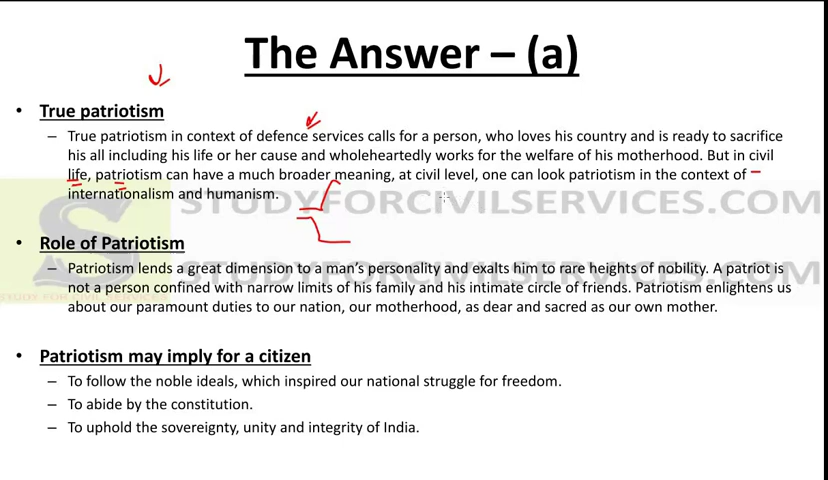 The Answer – (a)
• True patriotism
– True patriotism in context of defence services calls for a person, who loves his country and is ready to sacrifice
his all including his life or her cause and wholeheartedly works for the welfare of his motherhood. But in civil
life, patriotism can have a much broader meaning, at civil level, one can look patriotism in the context of
internationalism and humanism.
STUDYFORCIVILSERVICES.COM
• Role of Patriotism
– Patriotism lends a great dimension to a man's personality and exalts him to rare heights of nobility. A patriot is
not a person confined with narrow limits of his family and his intimate circle of friends. Patriotism enlightens us
about our paramount duties to our nation, our motherhood, as dear and sacred as our own mother.
STUDYFORCIVILSERVICES.COM
STUDY FOR CIVIL SERVICES
• Patriotism may imply for a citizen
– To follow the noble ideals, which inspired our national struggle for freedom.
– To abide by the constitution.
– To uphold the sovereignty, unity and integrity of India.